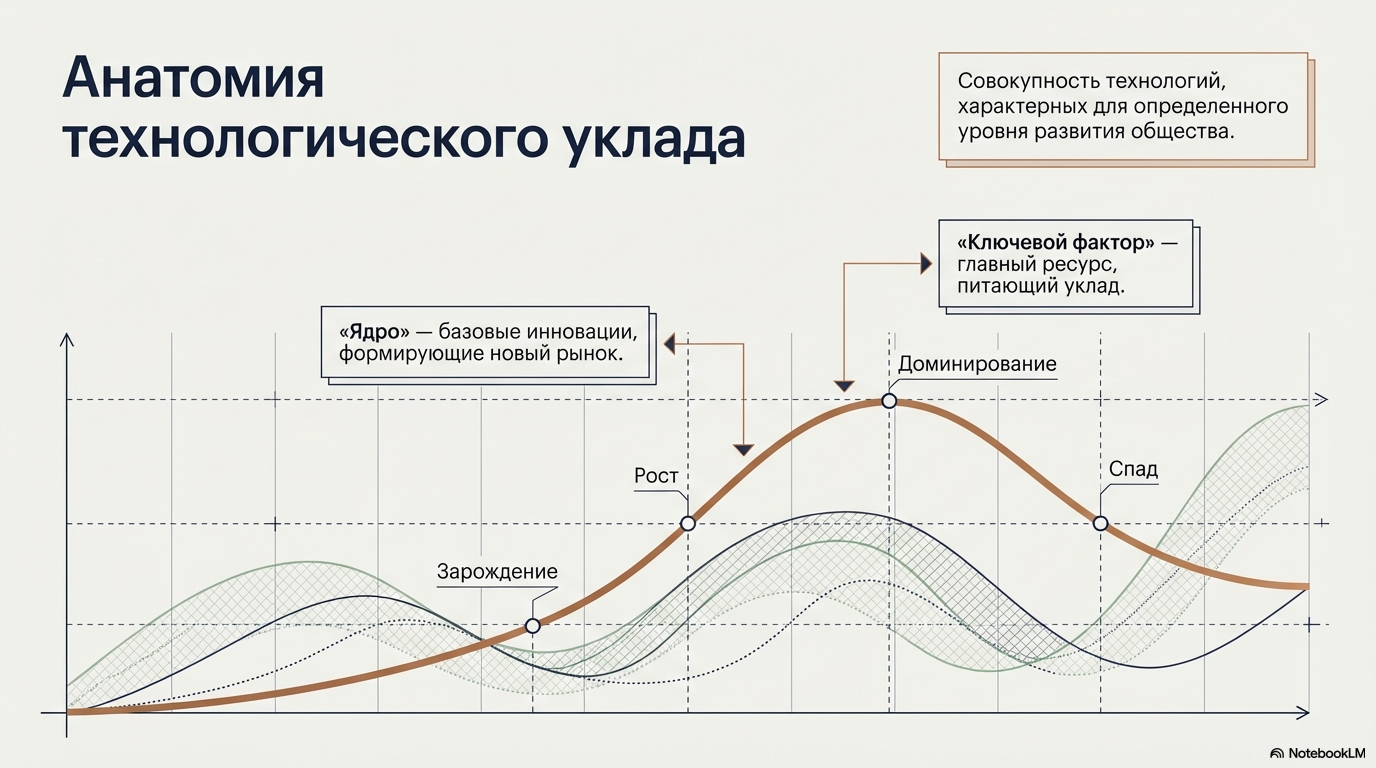 Анатомия
технологического уклада
Совокупность технологий,
характерных для определенного
уровня развития общества.
«Ключевой фактор» —
главный ресурс,
питающий уклад.
«Ядро» — базовые инновации,
формирующие новый рынок.
Доминирование
Рост
Спад
Зарождение
NotebookLM